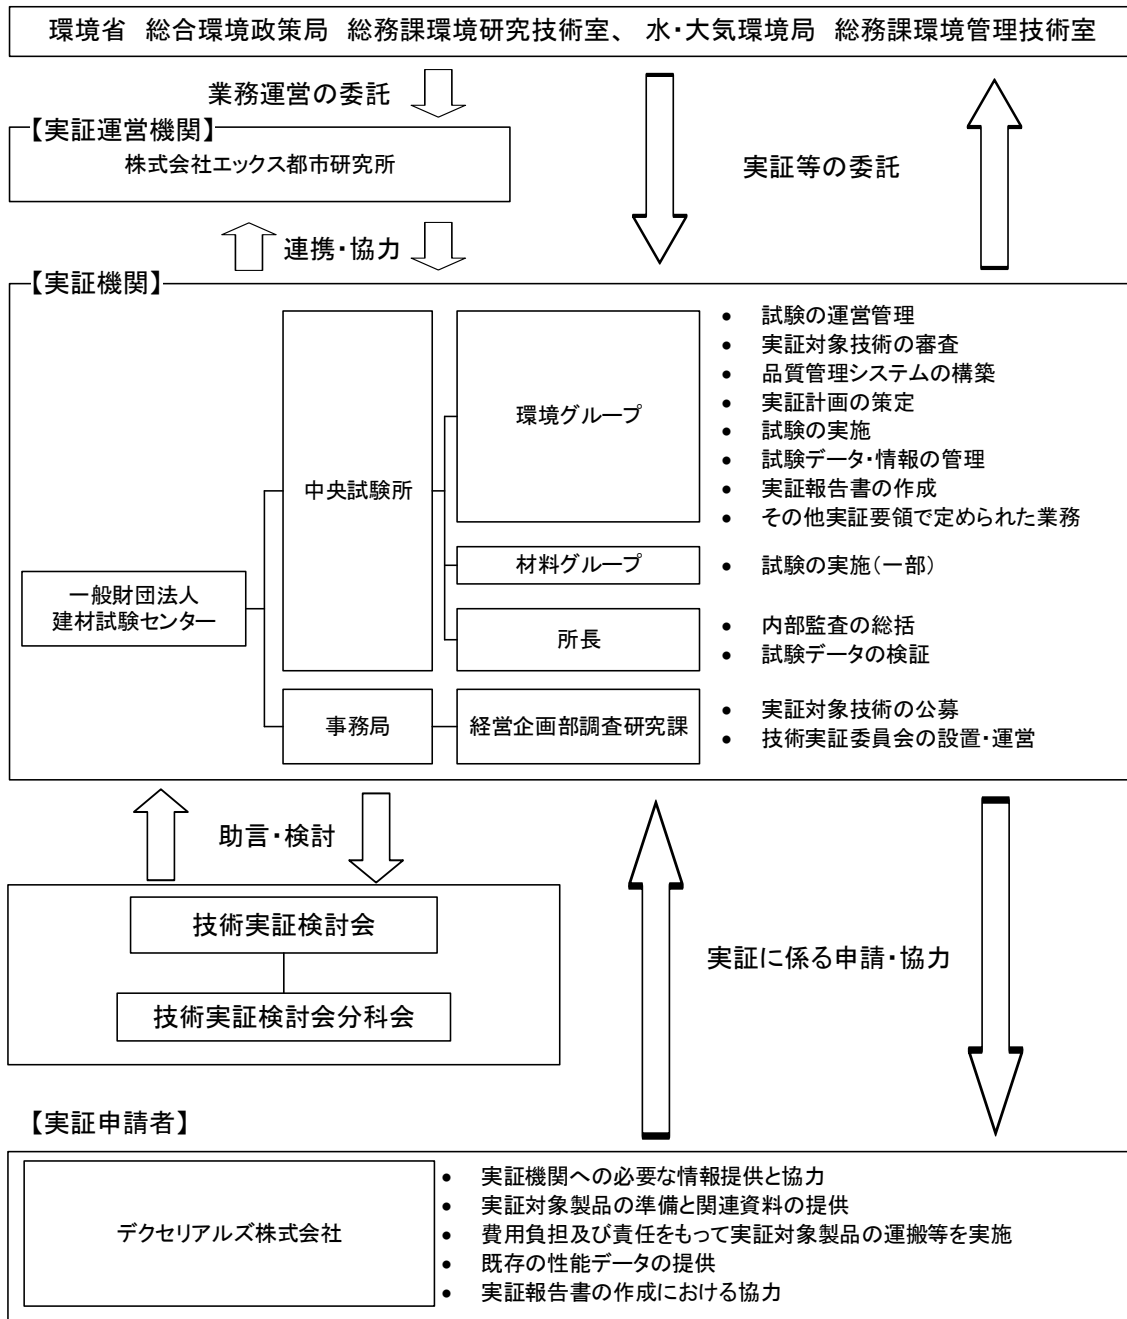 環境省 総合環境政策局 総務課環境研究技術室、 水・大気環境局 総務課環境管理技術室
業務運営の委託
【実証運営機関】
株式会社エックス都市研究所
実証等の委託
連携・協力
【実証機関】
一般財団法人
建材試験センター
中央試験所
環境グループ
• 試験の運営管理
• 実証対象技術の審査
• 品質管理システムの構築
• 実証計画の策定
• 試験の実施
• 試験データ・情報の管理
• 実証報告書の作成
• その他実証要領で定められた業務
材料グループ
• 試験の実施(一部)
所長
• 内部監査の総括
• 試験データの検証
事務局
経営企画部調査研究課
• 実証対象技術の公募
• 技術実証委員会の設置・運営
助言・検討
技術実証検討会
技術実証検討会分科会
実証に係る申請・協力
【実証申請者】
デクセリアルズ株式会社
• 実証機関への必要な情報提供と協力
• 実証対象製品の準備と関連資料の提供
• 費用負担及び責任をもって実証対象製品の運搬等を実施
• 既存の性能データの提供
• 実証報告書の作成における協力